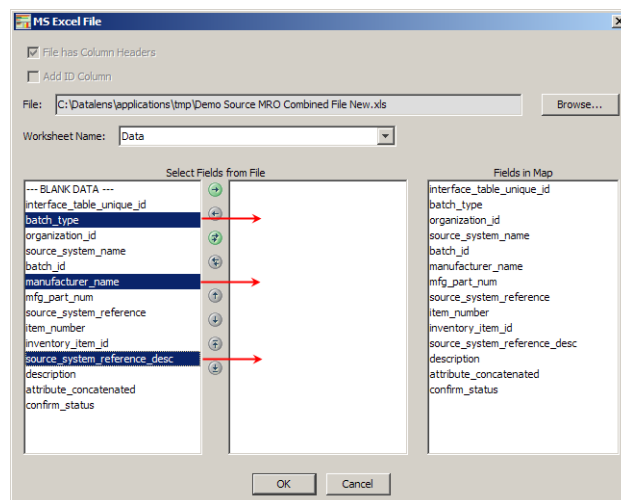 MS Excel File
File has Column Headers
Add ID Column
File: C:\Datalens\applications\tmp\Demo Source MRO Combined File New.xls Browse...
Worksheet Name: Data
Select Fields from File Fields in Map
--- BLANK DATA --- interface_table_unique_id
interface_table_unique_id batch_type
batch_type organization_id
organization_id source_system_name
source_system_name batch_id
batch_id manufacturer_name
manufacturer_name mfg_part_num
mfg_part_num source_system_reference
source_system_reference item_number
item_number inventory_item_id
inventory_item_id source_system_reference_desc
source_system_reference_desc description
description attribute_concatenated
attribute_concatenated confirm_status
confirm_status
OK Cancel